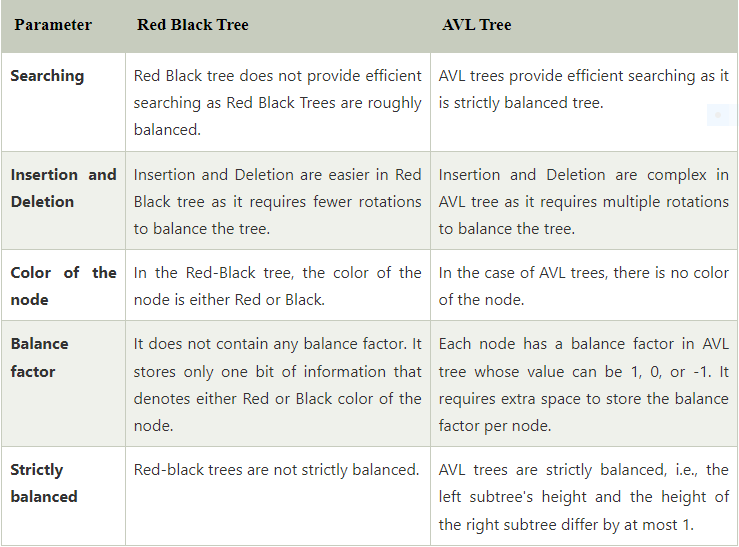 Parameter
Red Black Tree
AVL Tree
Searching
Red Black tree does not provide efficient
searching as Red Black Trees are roughly
balanced.
AVL trees provide efficient searching as it
is strictly balanced tree.
Insertion and
Deletion
Insertion and Deletion are easier in Red
Black tree as it requires fewer rotations
to balance the tree.
Insertion and Deletion are complex in
AVL tree as it requires multiple rotations
to balance the tree.
Color of the
node
In the Red-Black tree, the color of the
node is either Red or Black.
In the case of AVL trees, there is no color
of the node.
Balance
factor
It does not contain any balance factor. It
stores only one bit of information that
denotes either Red or Black color of the
node.
Each node has a balance factor in AVL
tree whose value can be 1, 0, or -1. It
requires extra space to store the balance
factor per node.
Strictly
balanced
Red-black trees are not strictly balanced.
AVL trees are strictly balanced, i.e., the
left subtree's height and the height of
the right subtree differ by at most 1.